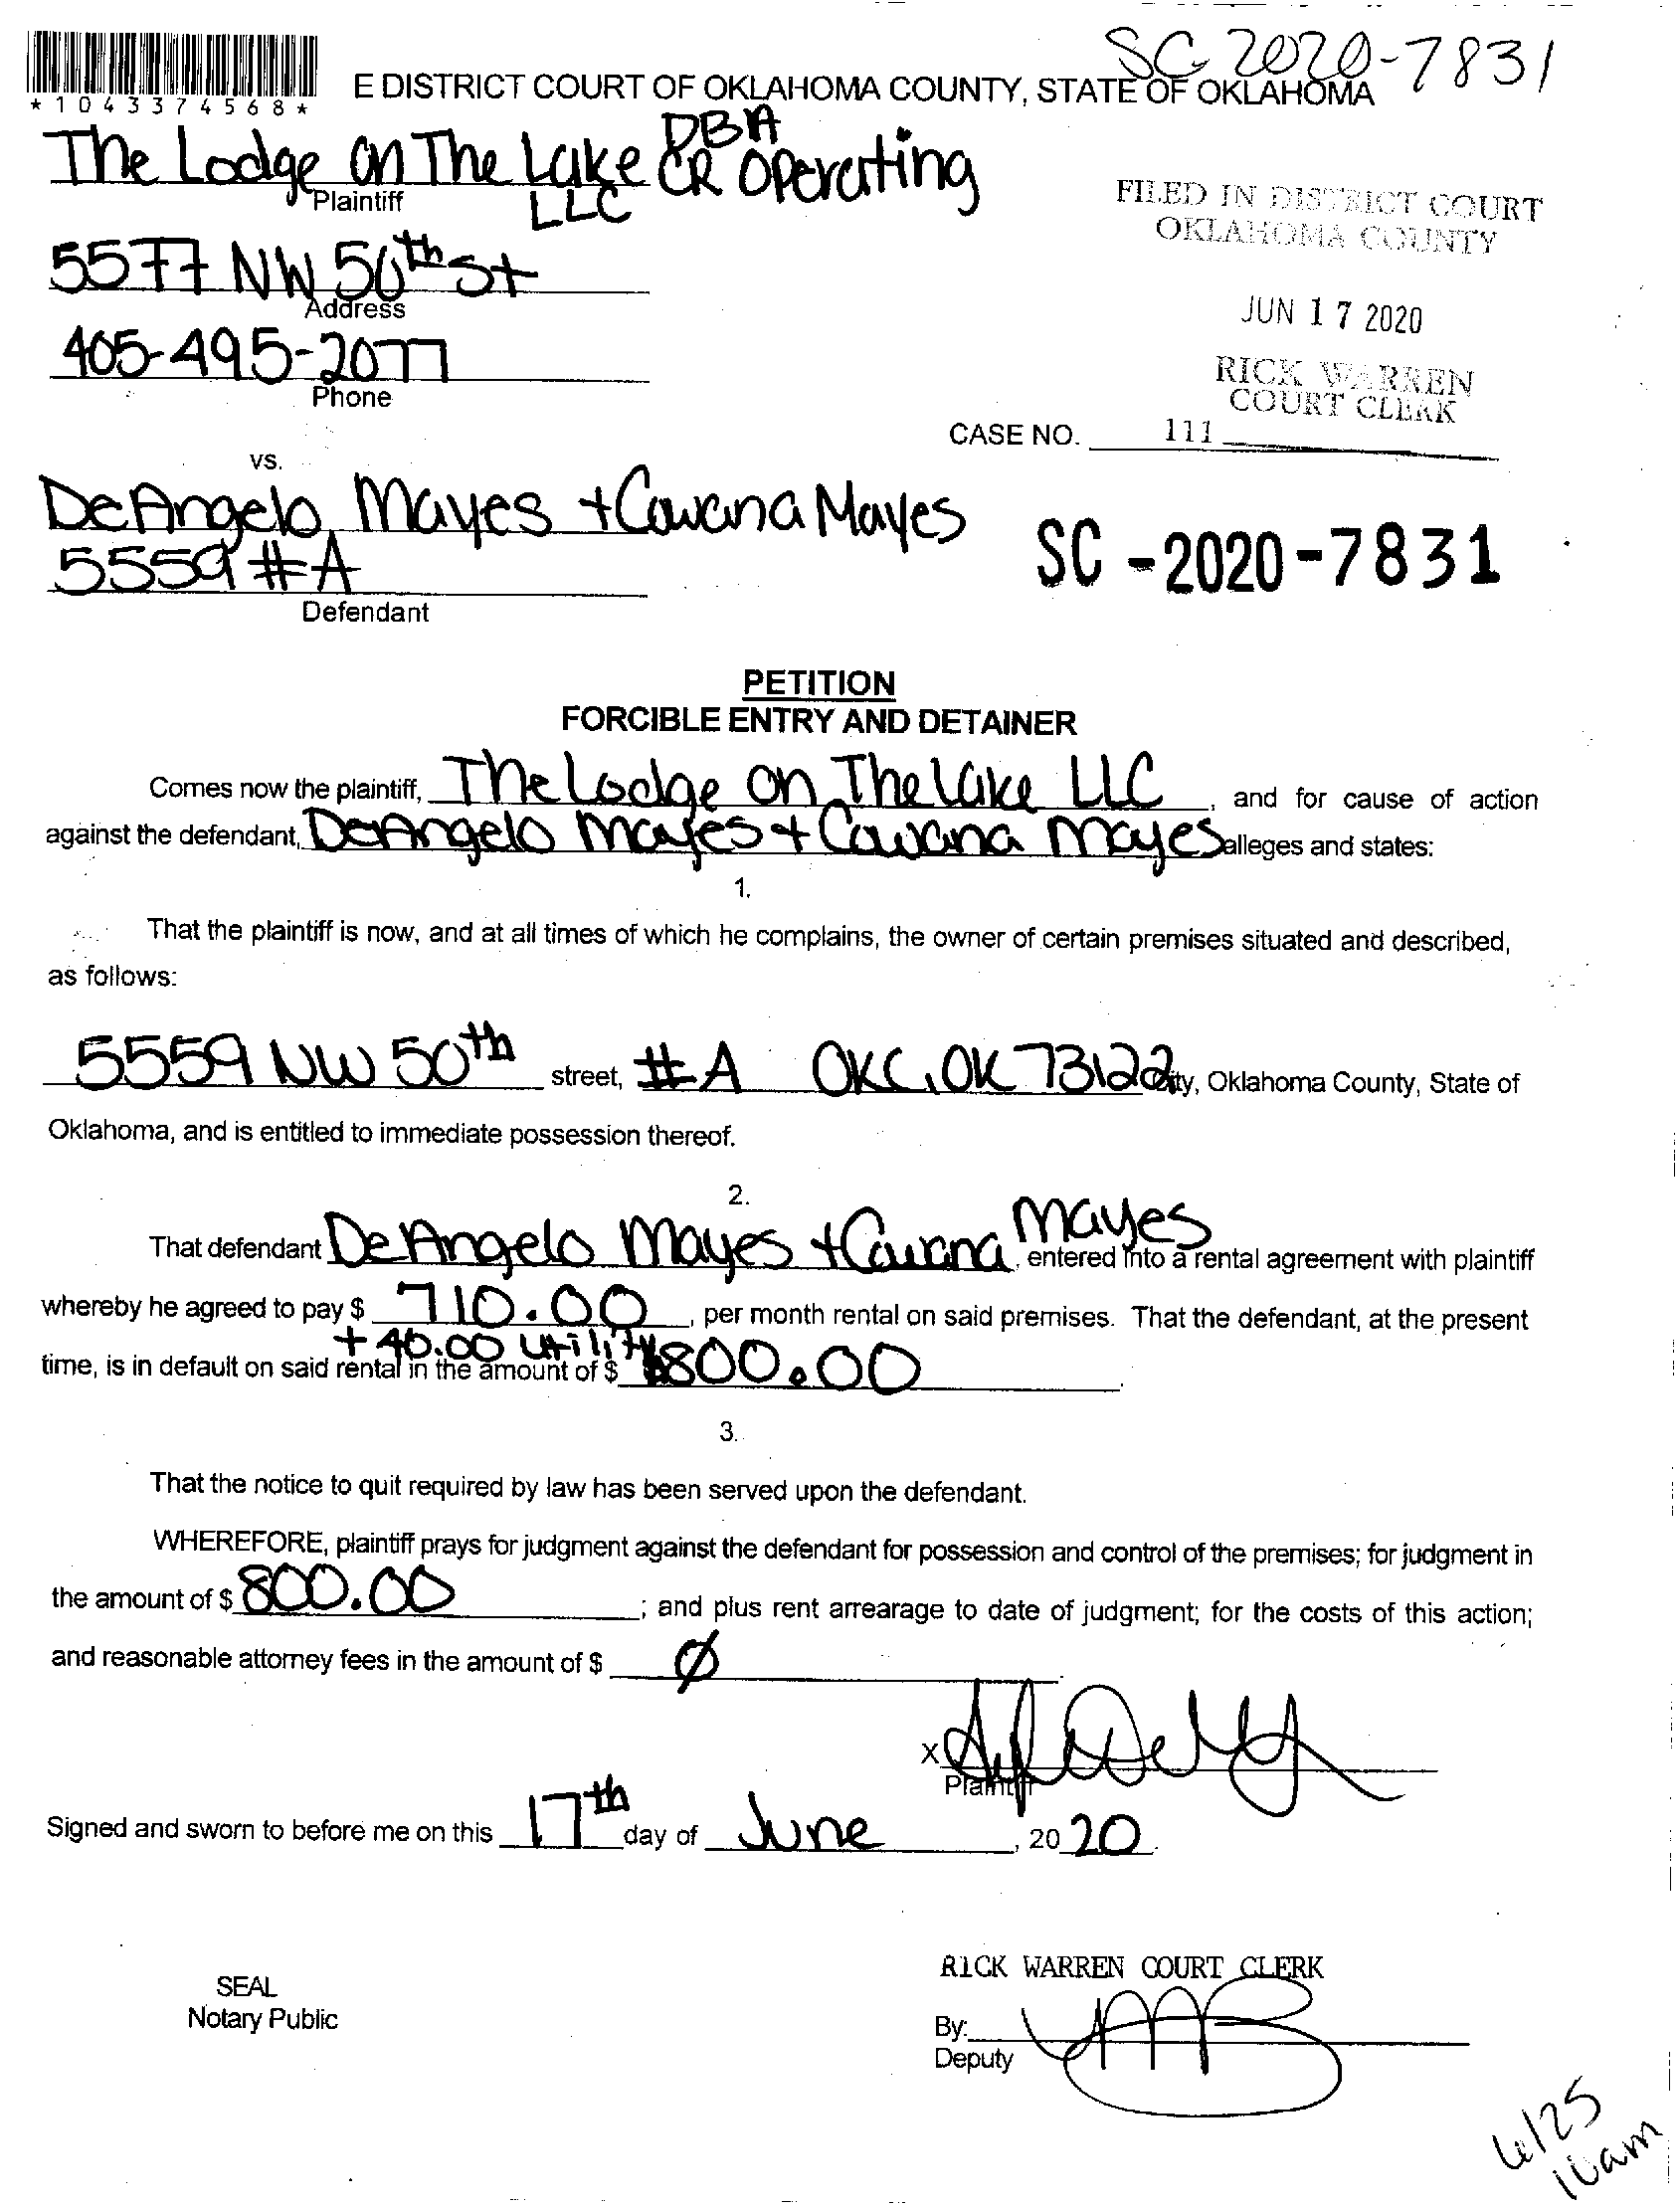 SC-2020-7831
*1043374568*
E DISTRICT COURT OF OKLAHOMA COUNTY, STATE OF OKLAHOMA
DBA
The Lodge on The Lake CR Operating
Plaintiff
LLC
FILED IN DISTRICT COURT
OKLAHOMA COUNTY
5577 NW 50th St
Address
JUN 17 2020
405-495-2077
Phone
RICK WARREN
COURT CLERK
CASE NO. 111
vs.
DeAngelo Mayes + Cawana Mayes
5559 #A
Defendant
SC-2020-7831
PETITION
FORCIBLE ENTRY AND DETAINER
Comes now the plaintiff, The Lodge on The Lake LLC, and for cause of action
against the defendant, DeAngelo Mayes + Cawana Mayes alleges and states:
1.
That the plaintiff is now, and at all times of which he complains, the owner of certain premises situated and described,
as follows:
5559 NW 50th street, #A OKC, OK 73122 City, Oklahoma County, State of
Oklahoma, and is entitled to immediate possession thereof.
2.
That defendant DeAngelo Mayes + Cawana Mayes, entered into a rental agreement with plaintiff
whereby he agreed to pay $ 710.00, per month rental on said premises. That the defendant, at the present
+ 40.00 utility
time, is in default on said rental in the amount of $ 800.00.
3.
That the notice to quit required by law has been served upon the defendant.
WHEREFORE, plaintiff prays for judgment against the defendant for possession and control of the premises; for judgment in
the amount of $ 800.00; and plus rent arrearage to date of judgment; for the costs of this action;
and reasonable attorney fees in the amount of $ Ø.
X
Plaintiff
Signed and sworn to before me on this 17th day of June, 20 20.
RICK WARREN COURT CLERK
SEAL
Notary Public
By:
Deputy
6/25
10am